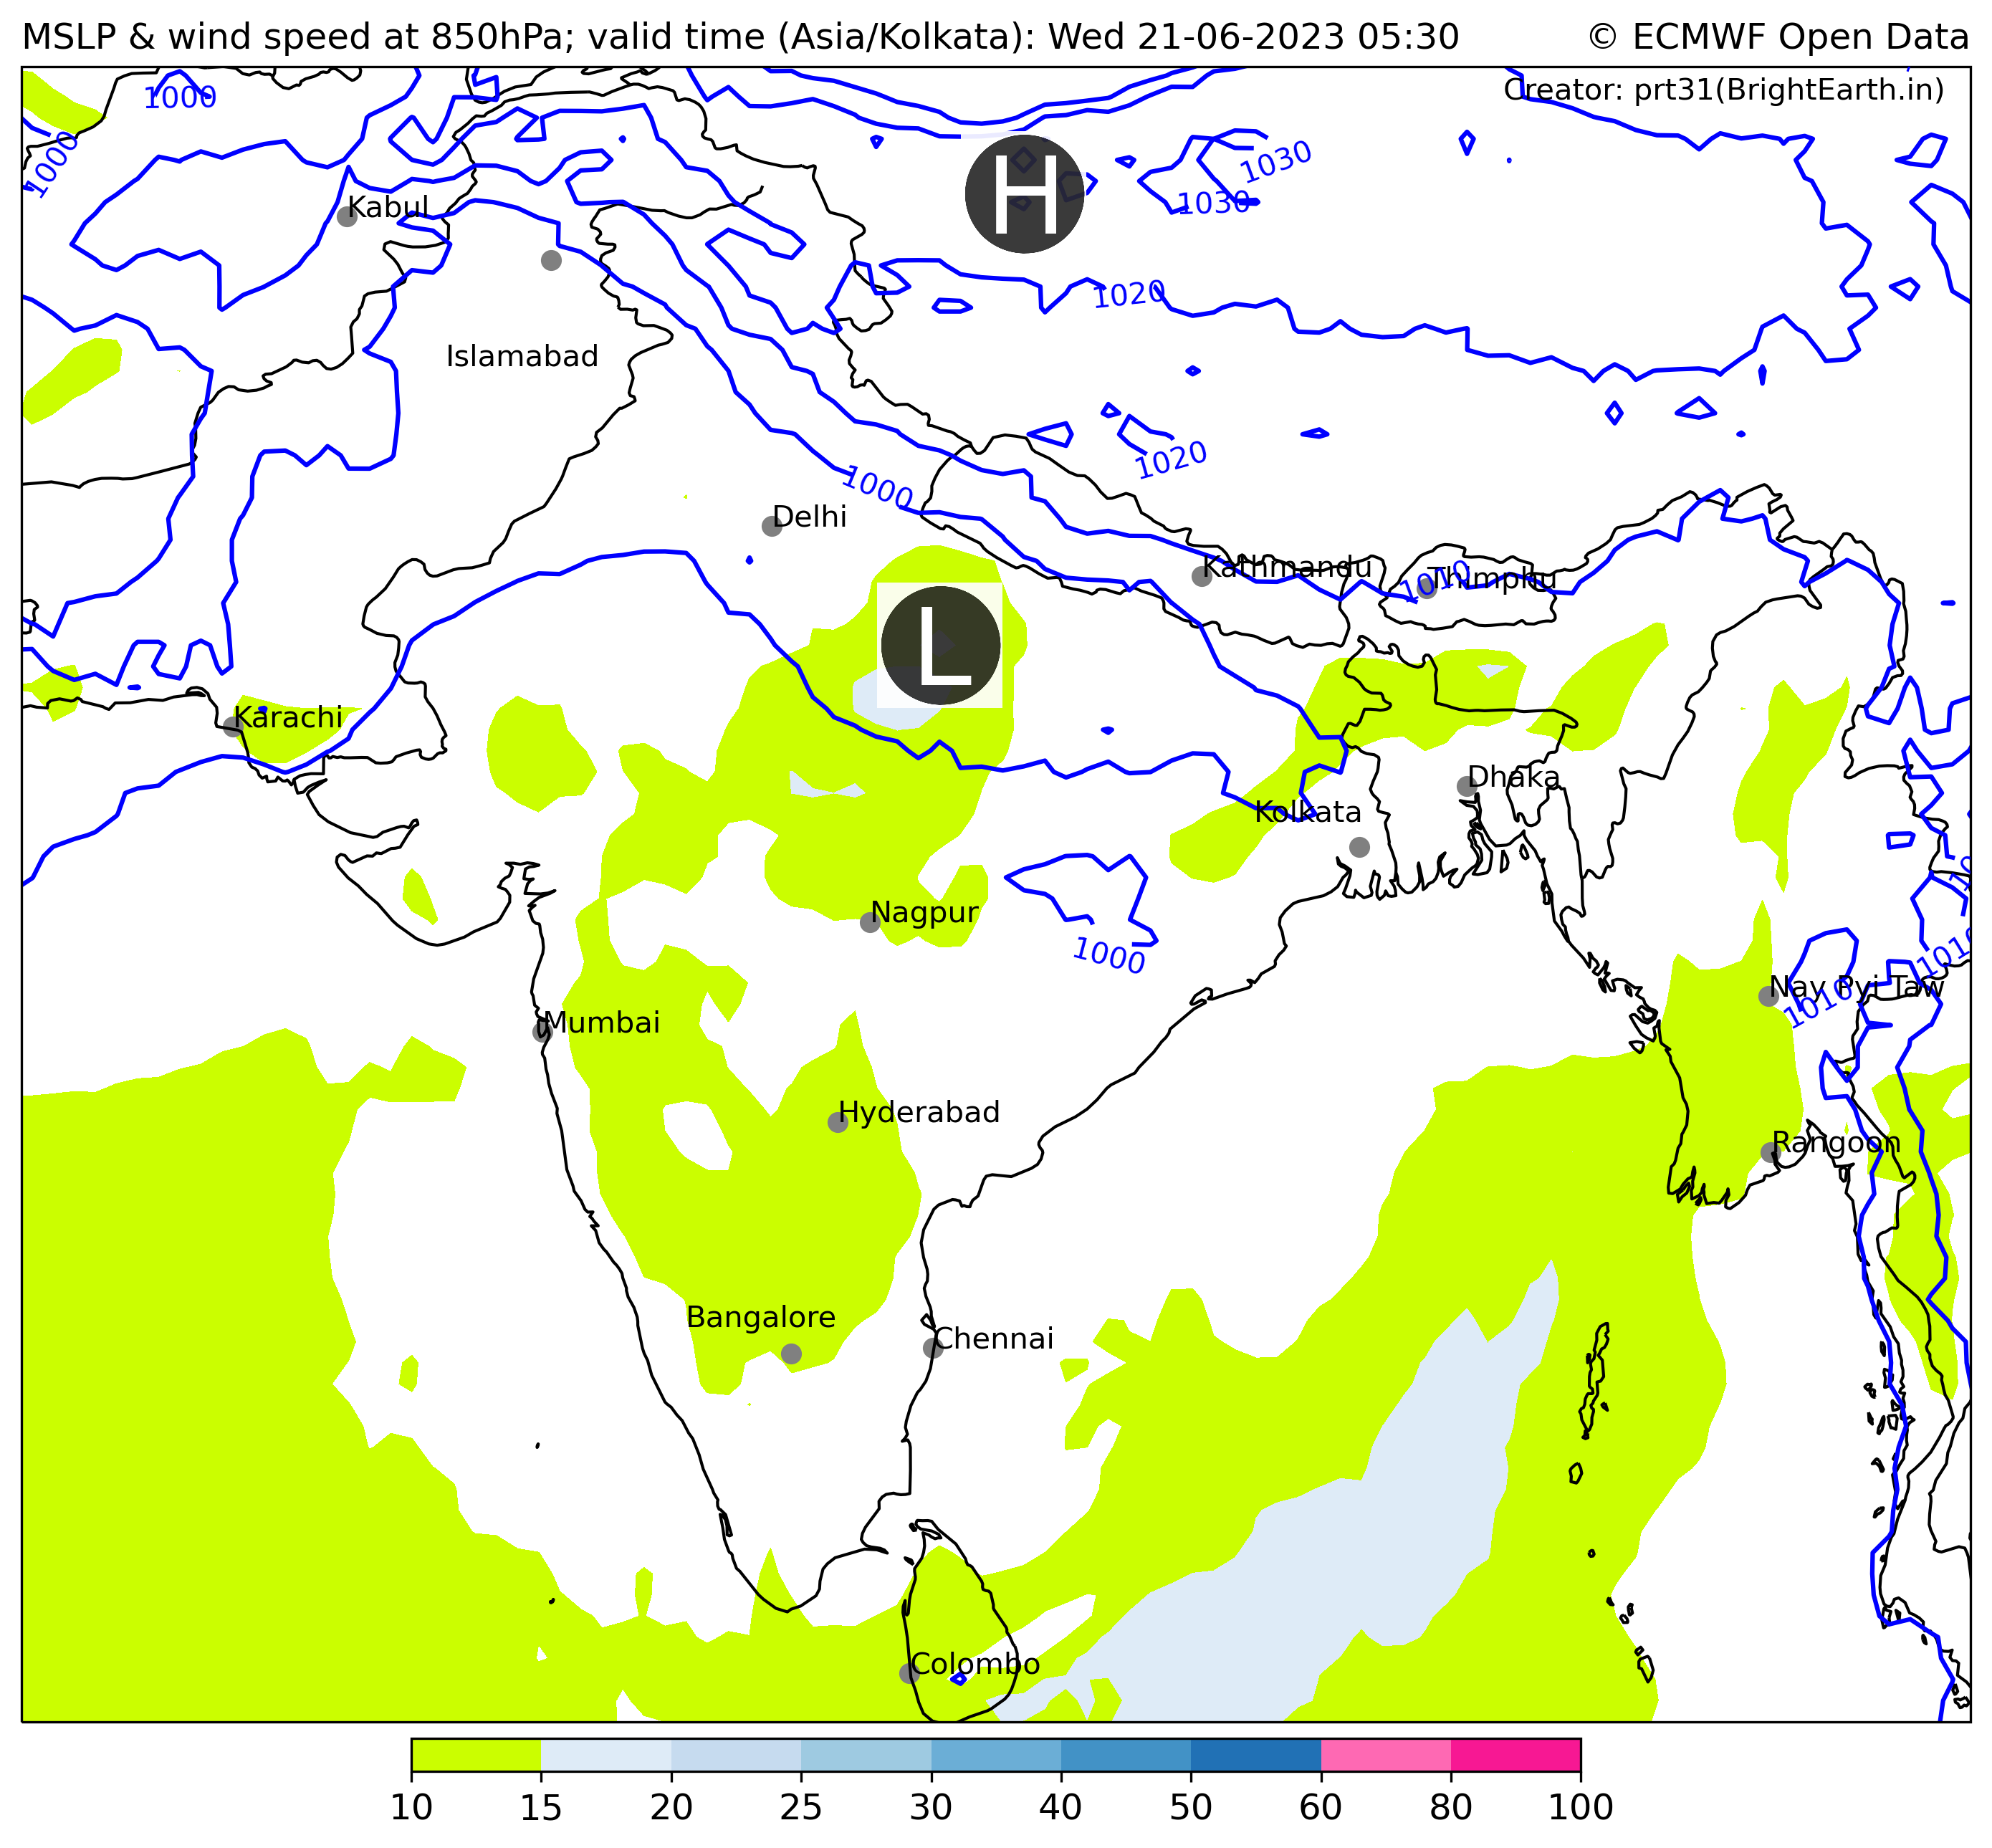 MSLP & wind speed at 850hPa; valid time (Asia/Kolkata): Wed 21-06-2023 05:30 © ECMWF Open Data
Creator: prt31(BrightEarth.in)
1000
1000
H
1030
1030
Kabul
1020
Islamabad
1020
1000
Delhi
Kathmandu
1010
Thimphu
L
Karachi
Dhaka
Kolkata
Nagpur
1000
1010
Nay Pyi Taw
1010
Mumbai
Hyderabad
Rangoon
Bangalore
Chennai
Colombo
10 15 20 25 30 40 50 60 80 100